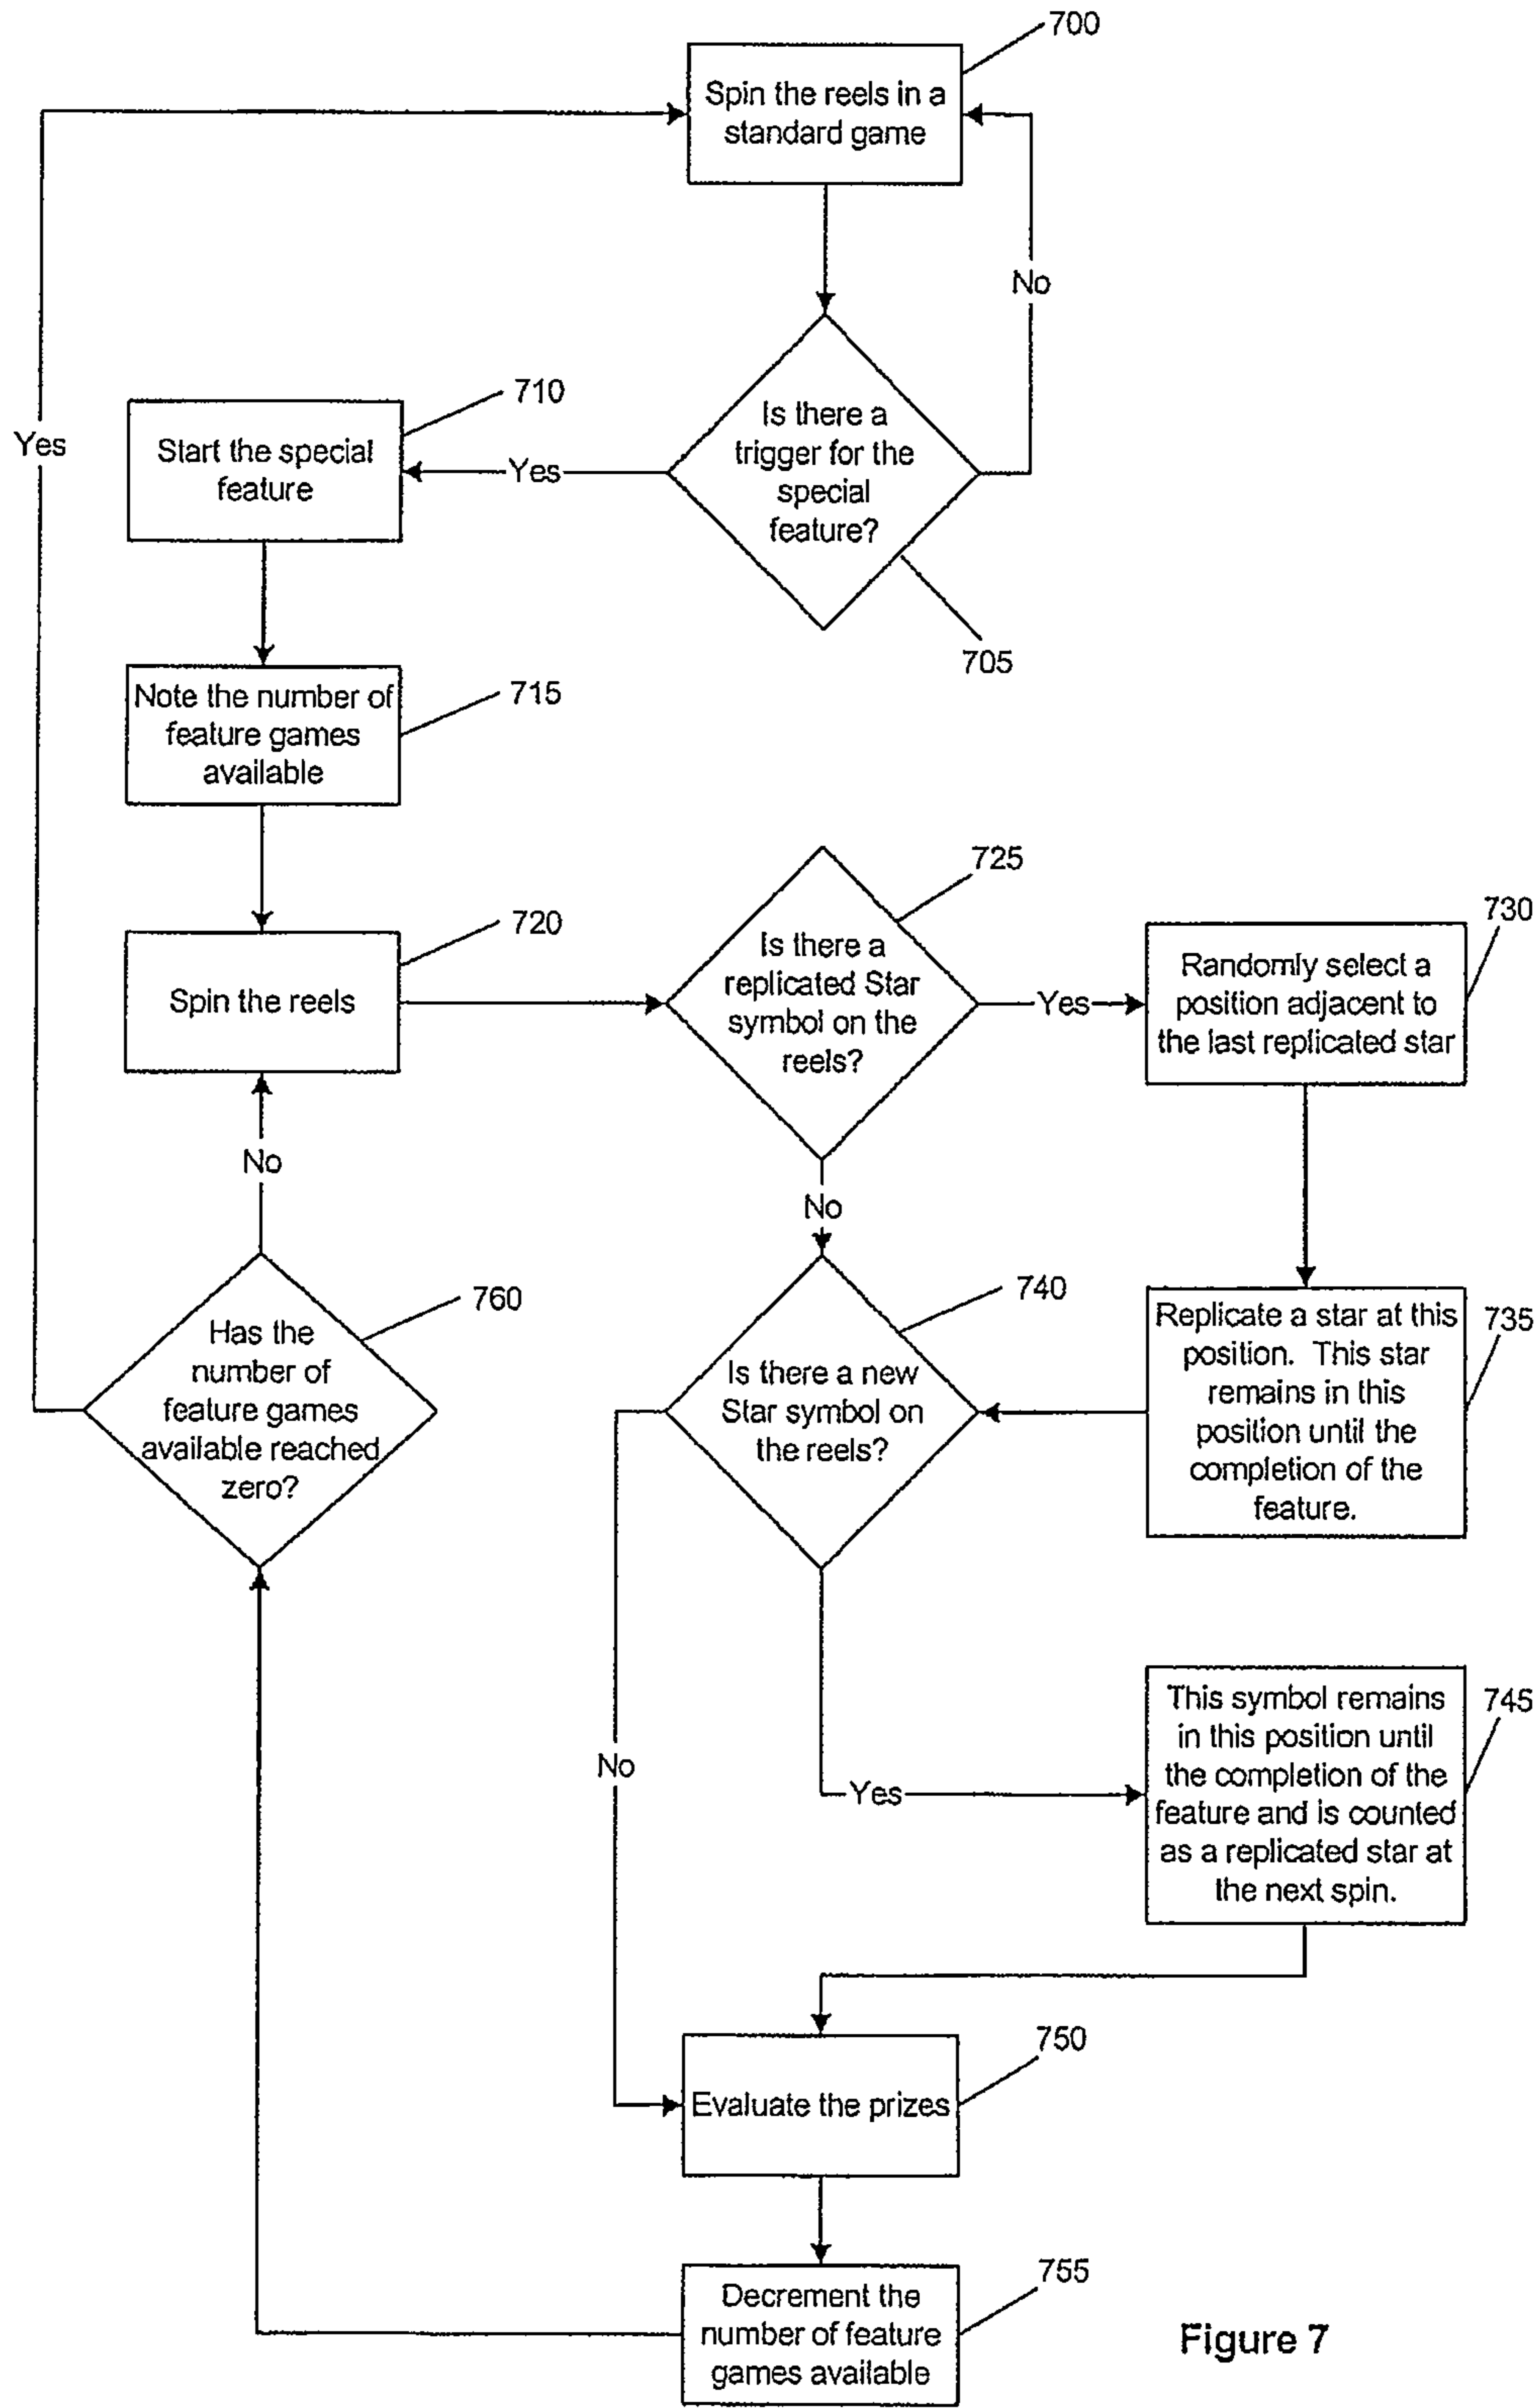 700
Spin the reels in a
standard game
No
Is there a
trigger for the
special
feature?
705
Yes
710
Start the special
feature
Yes
Note the number of
feature games
available
715
720
Spin the reels
725
Is there a
replicated Star
symbol on the
reels?
Yes
730
Randomly select a
position adjacent to
the last replicated star
No
No
760
Has the
number of
feature games
available reached
zero?
740
Is there a new
Star symbol on
the reels?
735
Replicate a star at this
position. This star
remains in this
position until the
completion of the
feature.
No
Yes
745
This symbol remains
in this position until
the completion of the
feature and is counted
as a replicated star at
the next spin.
750
Evaluate the prizes
755
Decrement the
number of feature
games available
Figure 7